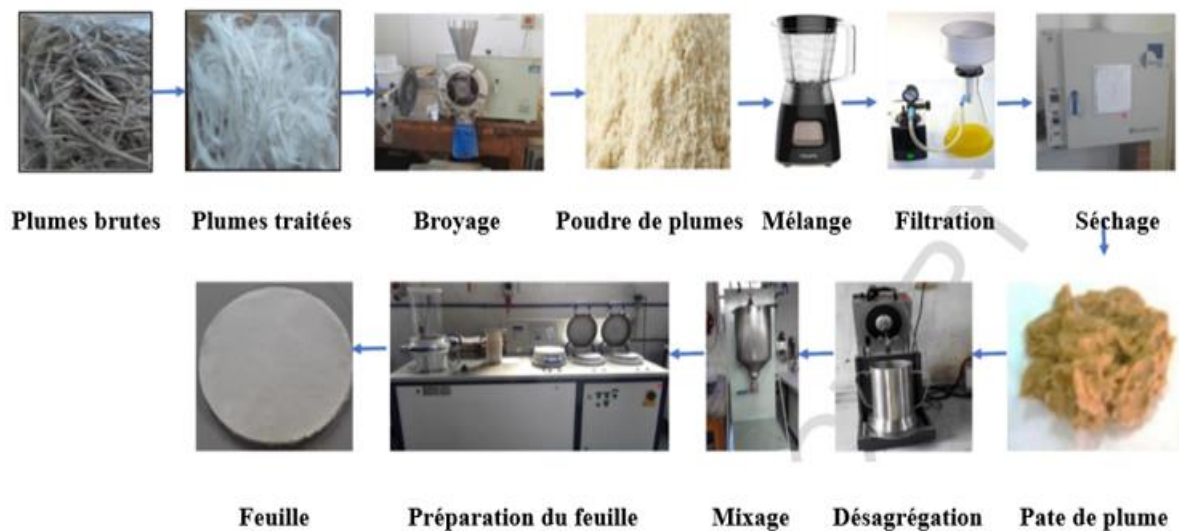 Plumes brutes Plumes traitées Broyage Poudre de plumes Mélange Filtration Séchage
Feuille Préparation du feuille Mixage Désagrégation Pate de plume